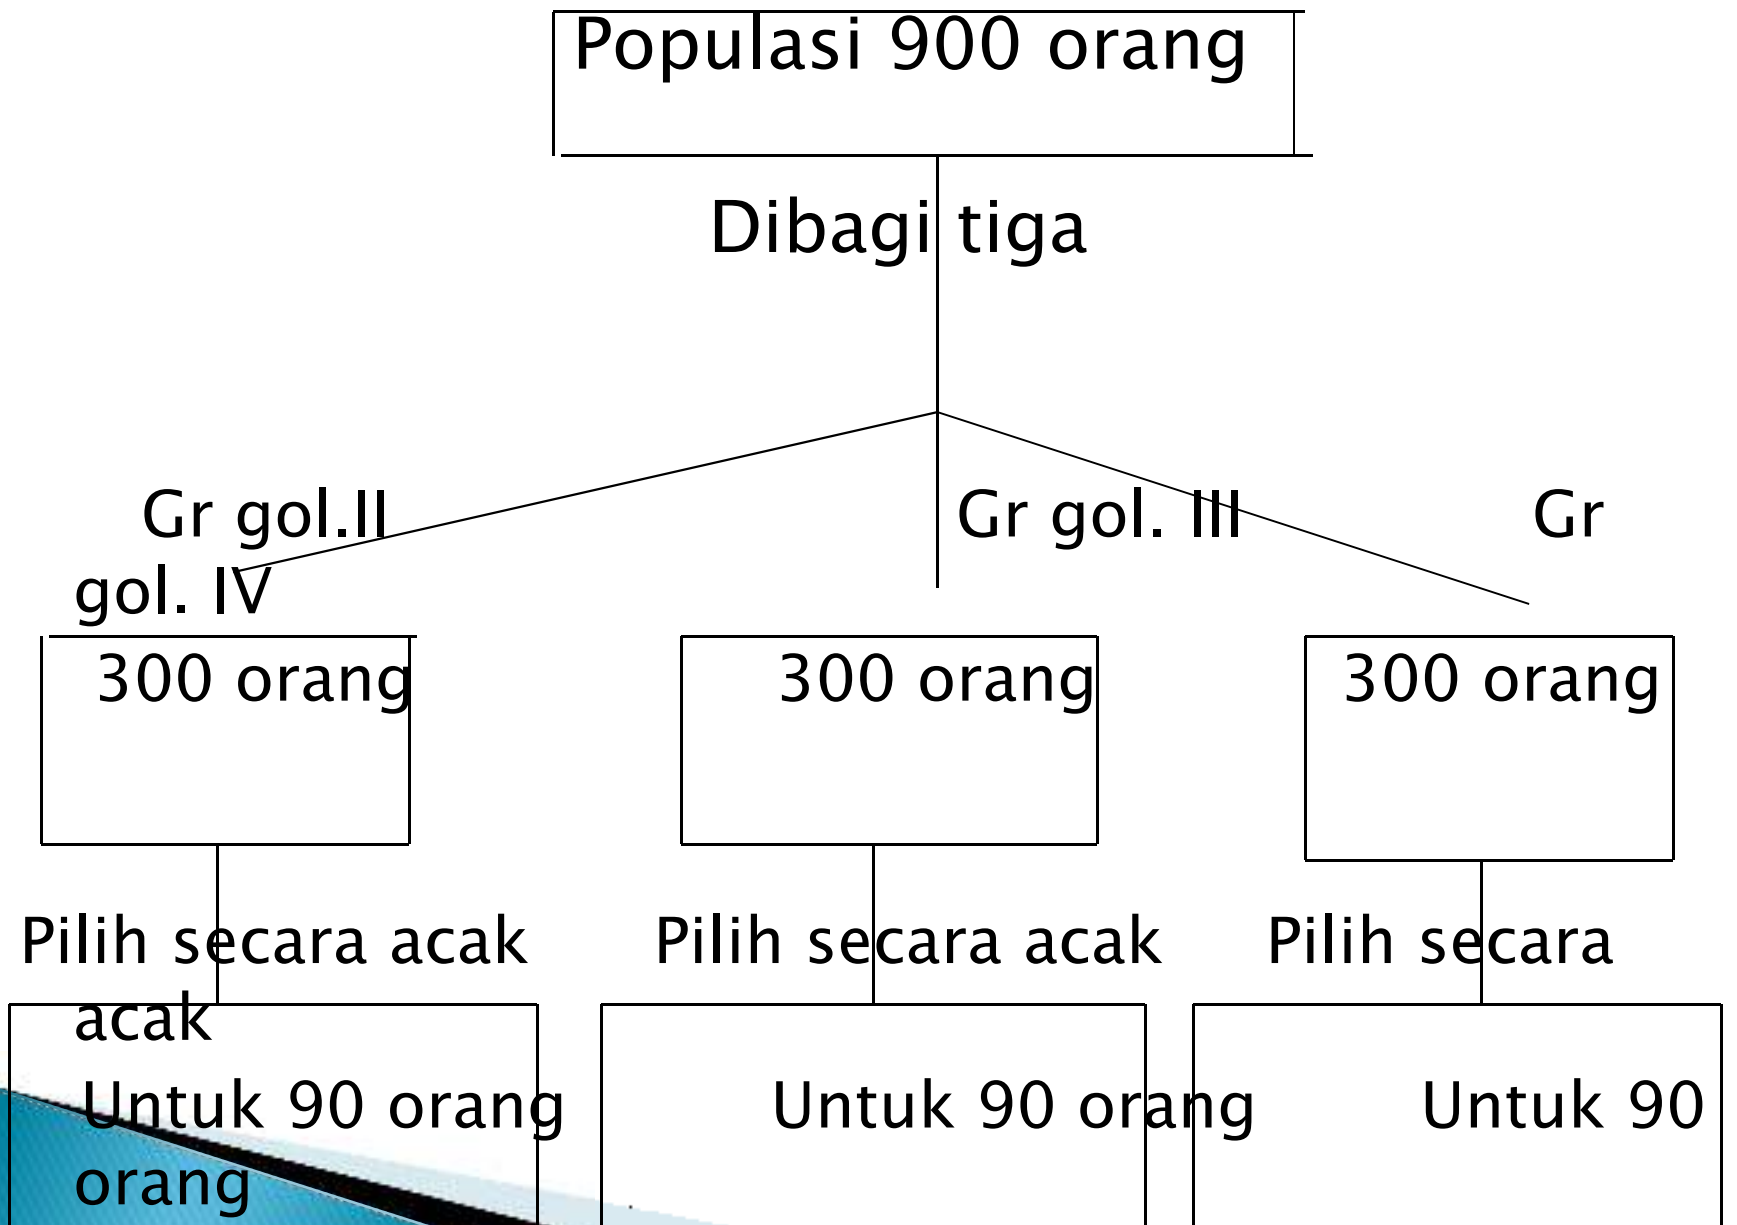 Populasi 900 orang
Dibagi tiga
Gr gol.II Gr gol. III Gr
gol. IV
300 orang 300 orang 300 orang
Pilih secara acak Pilih secara acak Pilih secara
acak
Untuk 90 orang Untuk 90 orang Untuk 90
orang